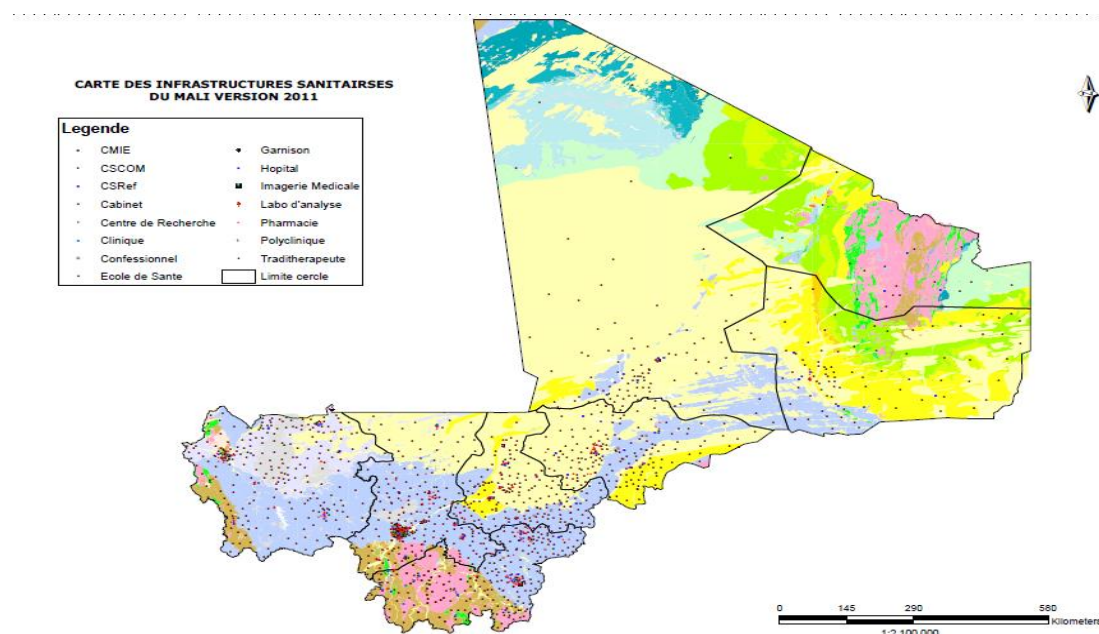 CARTE DES INFRASTRUCTURES SANITAIRSES
DU MALI VERSION 2011
Legende
CMIE
CSCOM
CSRef
Cabinet
Centre de Recherche
Clinique
Confessionnel
Ecole de Sante
Garnison
Hopital
Imagerie Medicale
Labo d'analyse
Pharmacie
Polyclinique
Traditherapeute
Limite cercle
0 145 290 580
Kilometers
1:2 100 000